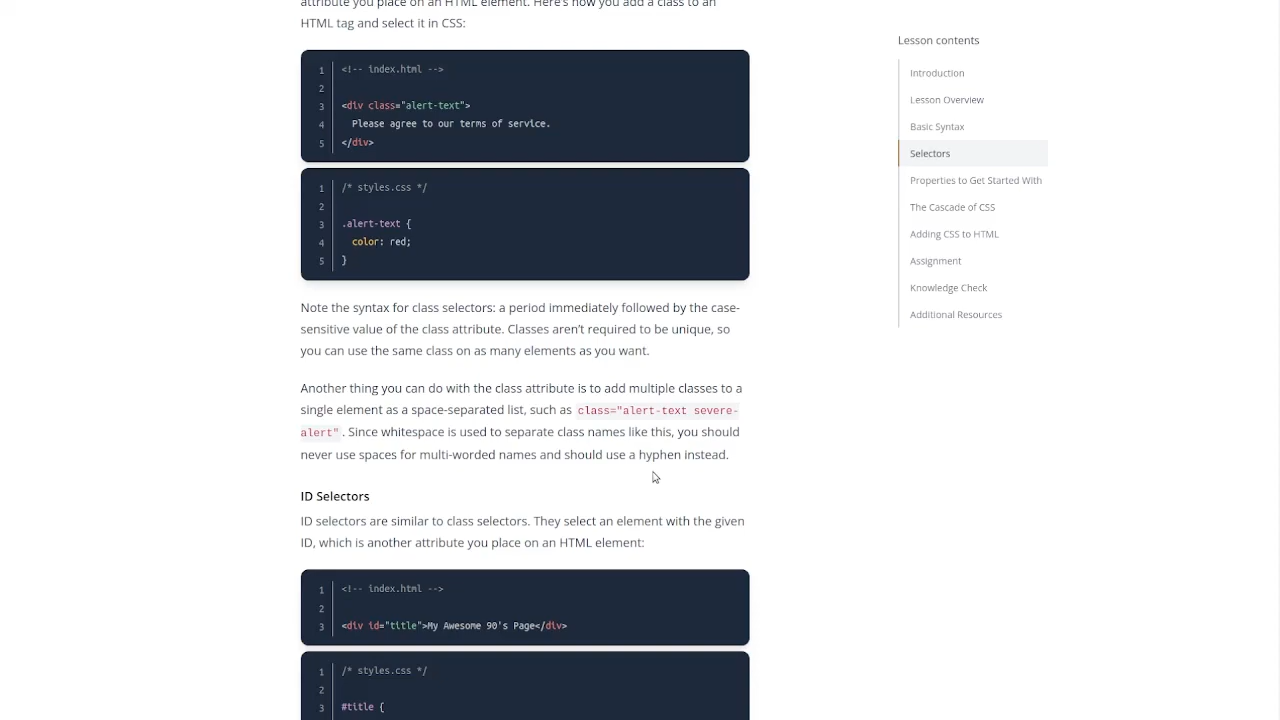 attribute you place on an HTML element. Here's how you add a class to an
HTML tag and select it in CSS:
1 <!-- index.html -->
2
3 <div class="alert-text">
4   Please agree to our terms of service.
5 </div>
1 /* styles.css */
2
3 .alert-text {
4   color: red;
5 }
Note the syntax for class selectors: a period immediately followed by the case-
sensitive value of the class attribute. Classes aren't required to be unique, so
you can use the same class on as many elements as you want.
Another thing you can do with the class attribute is to add multiple classes to a
single element as a space-separated list, such as class="alert-text severe-
alert". Since whitespace is used to separate class names like this, you should
never use spaces for multi-worded names and should use a hyphen instead.
ID Selectors
ID selectors are similar to class selectors. They select an element with the given
ID, which is another attribute you place on an HTML element:
1 <!-- index.html -->
2
3 <div id="title">My Awesome 90's Page</div>
1 /* styles.css */
2
3 #title {
Lesson contents
Introduction
Lesson Overview
Basic Syntax
Selectors
Properties to Get Started With
The Cascade of CSS
Adding CSS to HTML
Assignment
Knowledge Check
Additional Resources